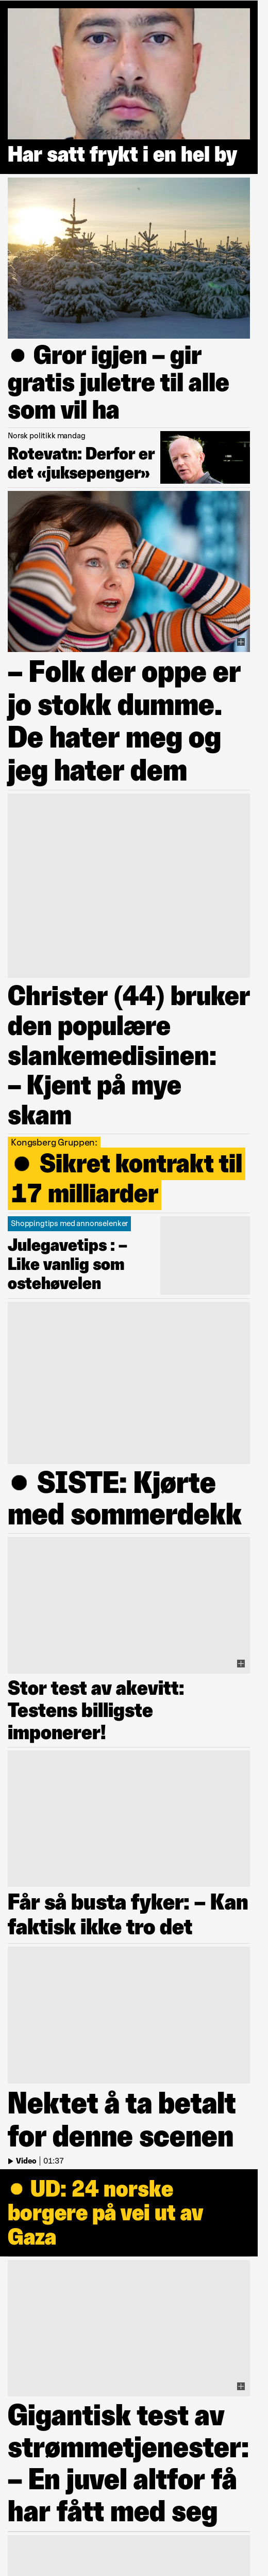 Har satt frykt i en hel by
● Gror igjen – gir
gratis juletre til alle
som vil ha
Norsk politikk mandag
Rotevatn: Derfor er
det «juksepenger»
– Folk der oppe er
jo stokk dumme.
De hater meg og
jeg hater dem
Christer (44) bruker
den populære
slankemedisinen:
– Kjent på mye
skam
Kongsberg Gruppen:
● Sikret kontrakt til
17 milliarder
Shoppingtips med annonselenker
Julegavetips : –
Like vanlig som
ostehøvelen
● SISTE: Kjørte
med sommerdekk
Stor test av akevitt:
Testens billigste
imponerer!
Får så busta fyker: – Kan
faktisk ikke tro det
Nektet å ta betalt
for denne scenen
Video | 01:37
● UD: 24 norske
borgere på vei ut av
Gaza
Gigantisk test av
strømmetjenester:
– En juvel altfor få
har fått med seg